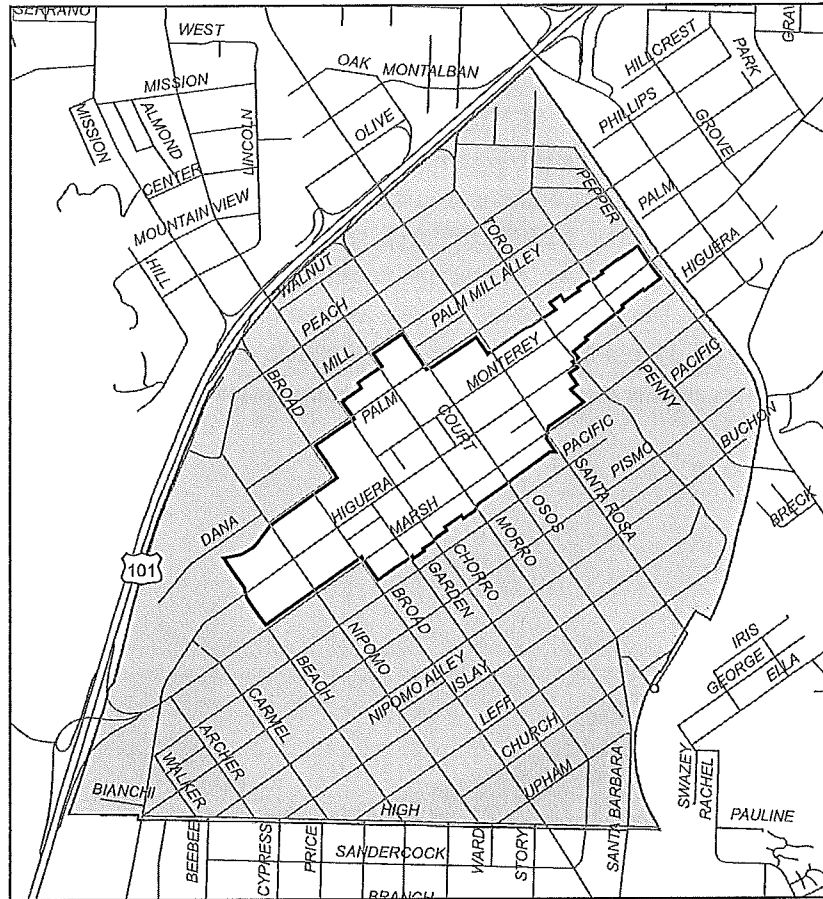 SERRANO
WEST
OAK
MONTALBAN
HILLCREST
PARK
MISSION
MISSION
ALMOND
LINCOLN
OLIVE
PHILLIPS
GROVE
CENTER
MOUNTAIN VIEW
HILL
PEPPER
PALM
TORO
HIGUERA
WALNUT
PEACH
PALM MILL ALLEY
MILL
BROAD
MONTEREY
PALM
COURT
PENNY
PACIFIC
HIGUERA
MARSH
PACIFIC
PISMO
BUCHON
SANTA ROSA
OSOS
MORRO
BRECK
DANA
101
CHORRO
GARDEN
BROAD
NIPOMO
BEACH
NIPOMO ALLEY
ISLAY
IRIS
GEORGE
ELLA
CARMEL
LEFF
ARCHER
CHURCH
WALKER
UPHAM
SANTA BARBARA
BIANCHI
HIGH
SWAZEY
RACHEL
PAULINE
BEEBEE
CYPRESS
PRICE
SANDERCOCK
WARD
STORY
BRANCH